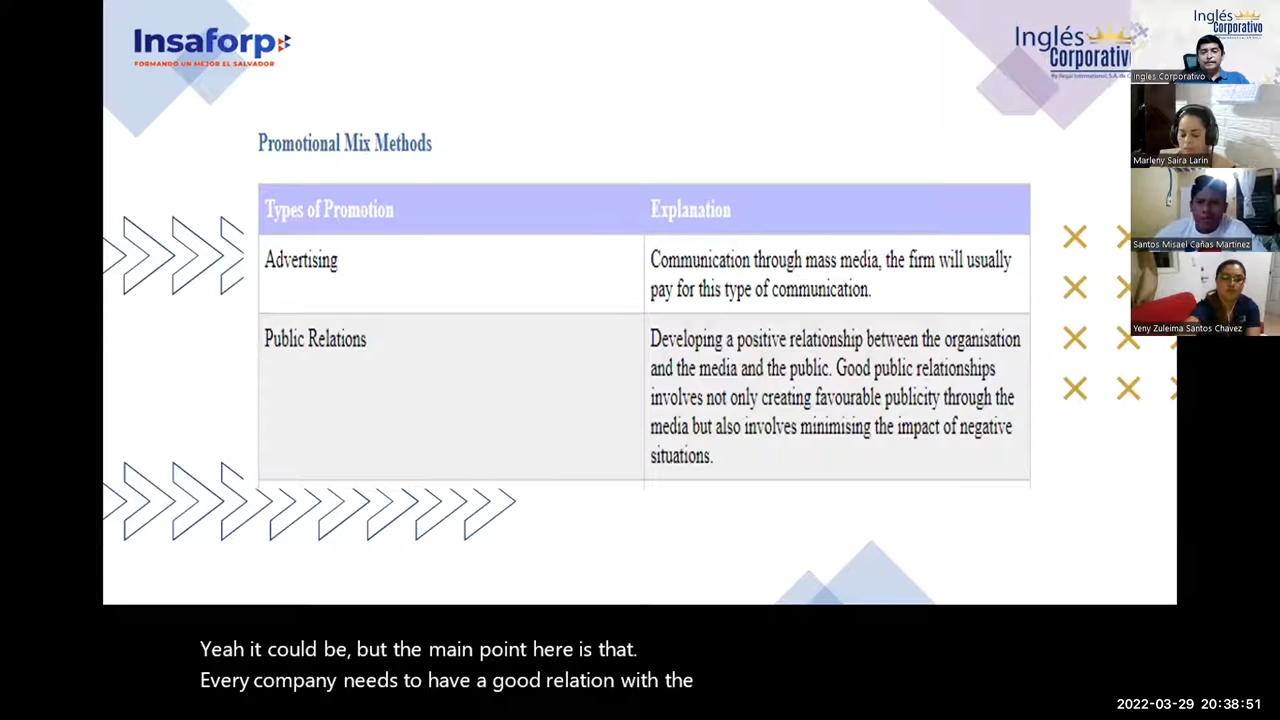 Insaforp
FORMANDO UN MEJOR EL SALVADOR
Inglés
Corporativo
Inglés
Corporativo
Ingles Corporativo
Marleny Saira Larin
Santos Misael Cañas Martinez
Yeny Zuleima Santos Chavez
Promotional Mix Methods
Types of Promotion
Explanation
Advertising
Communication through mass media, the firm will usually
pay for this type of communication.
Public Relations
Developing a positive relationship between the organisation
and the media and the public. Good public relationships
involves not only creating favourable publicity through the
media but also involves minimising the impact of negative
situations.
Yeah it could be, but the main point here is that.
Every company needs to have a good relation with the
2022-03-29 20:38:51